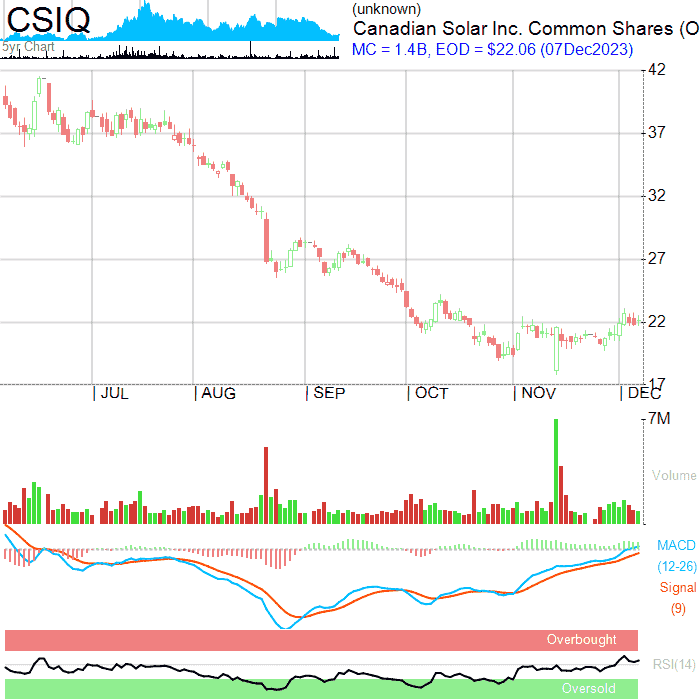 CSIQ
5yr Chart
(unknown)
Canadian Solar Inc. Common Shares (O
MC = 1.4B, EOD = $22.06 (07Dec2023)
42
37
32
27
22
17
JUL
AUG
SEP
OCT
NOV
DEC
7M
Volume
MACD
(12-26)
Signal
(9)
Overbought
RSI(14)
Oversold